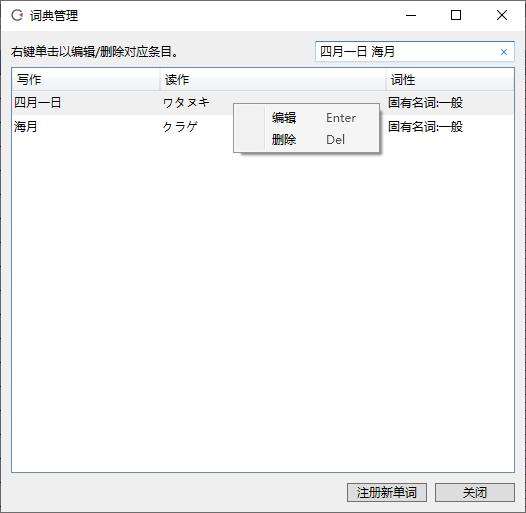 词典管理
右键单击以编辑/删除对应条目。
四月一日 海月
写作 读作 词性
四月一日 ワタヌキ 固有名词:一般
海月 クラゲ 固有名词:一般
编辑 Enter
删除 Del
注册新单词 关闭